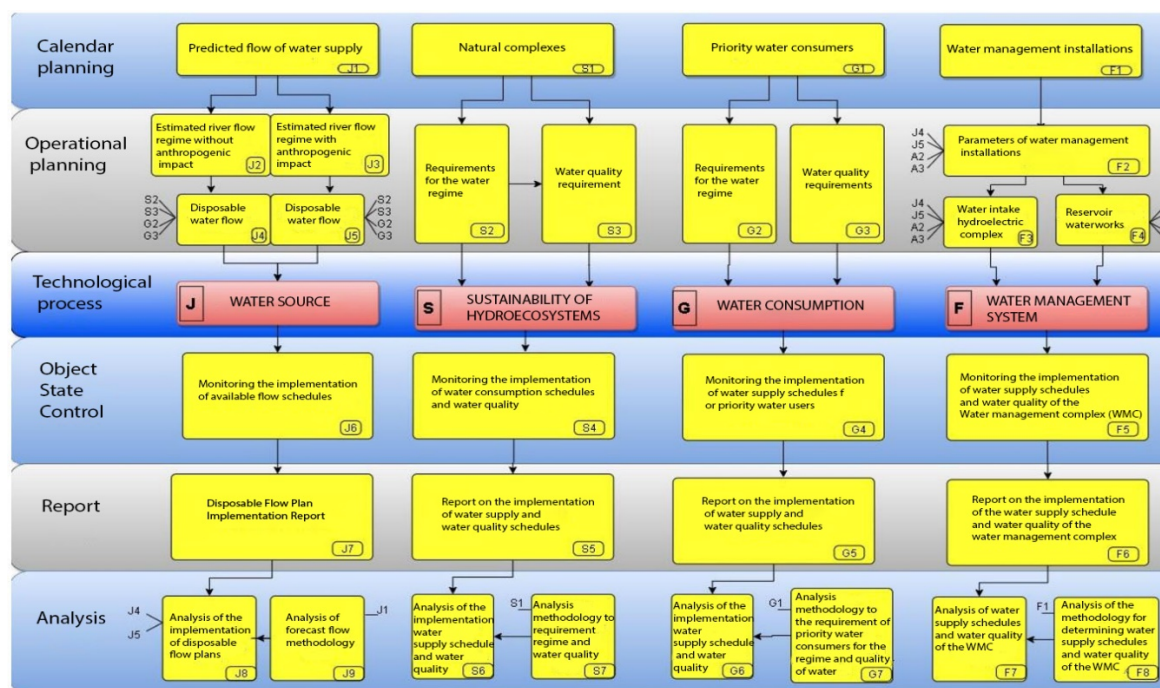 Calendar
planning
Predicted flow of water supply
J1
Natural complexes
S1
Priority water consumers
G1
Water management installations
F1
Operational
planning
Estimated river flow
regime without
anthropogenic
impact
J2
Estimated river flow
regime with
anthropogenic
impact
J3
S2
S3
G2
G3
Disposable
water flow
J4
Disposable
water flow
J5
S2
S3
G2
G3
Requirements
for the water
regime
S2
Water quality
requirement
S3
Requirements
for the water
regime
G2
Water quality
requirements
G3
J4
J5
A2
A3
Parameters of water management
installations
F2
J4
J5
A2
A3
Water intake
hydroelectric
complex
F3
Reservoir
waterworks
F4
Technological
process
J
WATER SOURCE
S
SUSTAINABILITY OF
HYDROECOSYSTEMS
G
WATER CONSUMPTION
F
WATER MANAGEMENT
SYSTEM
Object
State
Control
Monitoring the implementation
of available flow schedules
J6
Monitoring the implementation
of water consumption schedules
and water quality
S4
Monitoring the implementation
of water supply schedules f
or priority water users
G4
Monitoring the implementation
of water supply schedules
and water quality of the
Water management complex (WMC)
F5
Report
Disposable Flow Plan
Implementation Report
J7
Report on the implementation
of water supply and
water quality schedules
S5
Report on the implementation
of water supply and
water quality schedules
G5
Report on the implementation
of the water supply schedule
and water quality of the
water management complex
F6
Analysis
J4
J5
Analysis of the
implementation
of disposable
flow plans
J8
Analysis of
forecast flow
methodology
J9
J1
Analysis of the
implementation
water
supply schedule
and water
quality
S6
S1
Analysis
methodology to
requirement
regime and
water quality
S7
Analysis of the
implementation
water
supply schedule
and water
quality
G6
G1
Analysis
methodology to
the requirement of
priority water
consumers for the
regime and quality
of water
G7
Analysis of water
supply schedules
and water quality
of the WMC
F7
F1
Analysis of the
methodology for
determining water
supply schedules
and water quality
of the WMC
F8